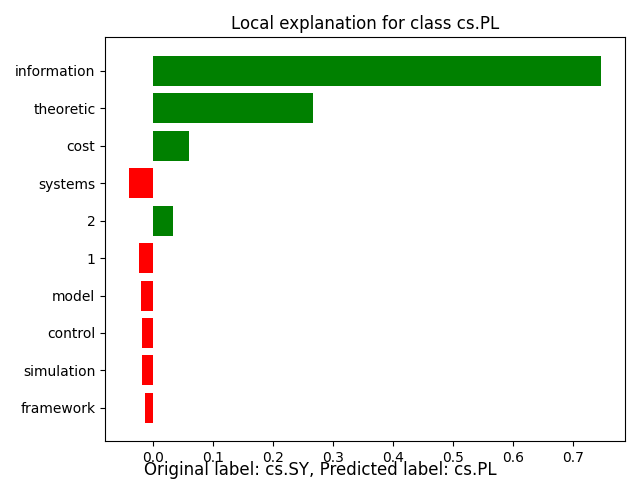 Local explanation for class cs.PL
information
theoretic
cost
systems
2
1
model
control
simulation
framework
0.0 0.1 0.2 0.3 0.4 0.5 0.6 0.7
Original label: cs.SY, Predicted label: cs.PL